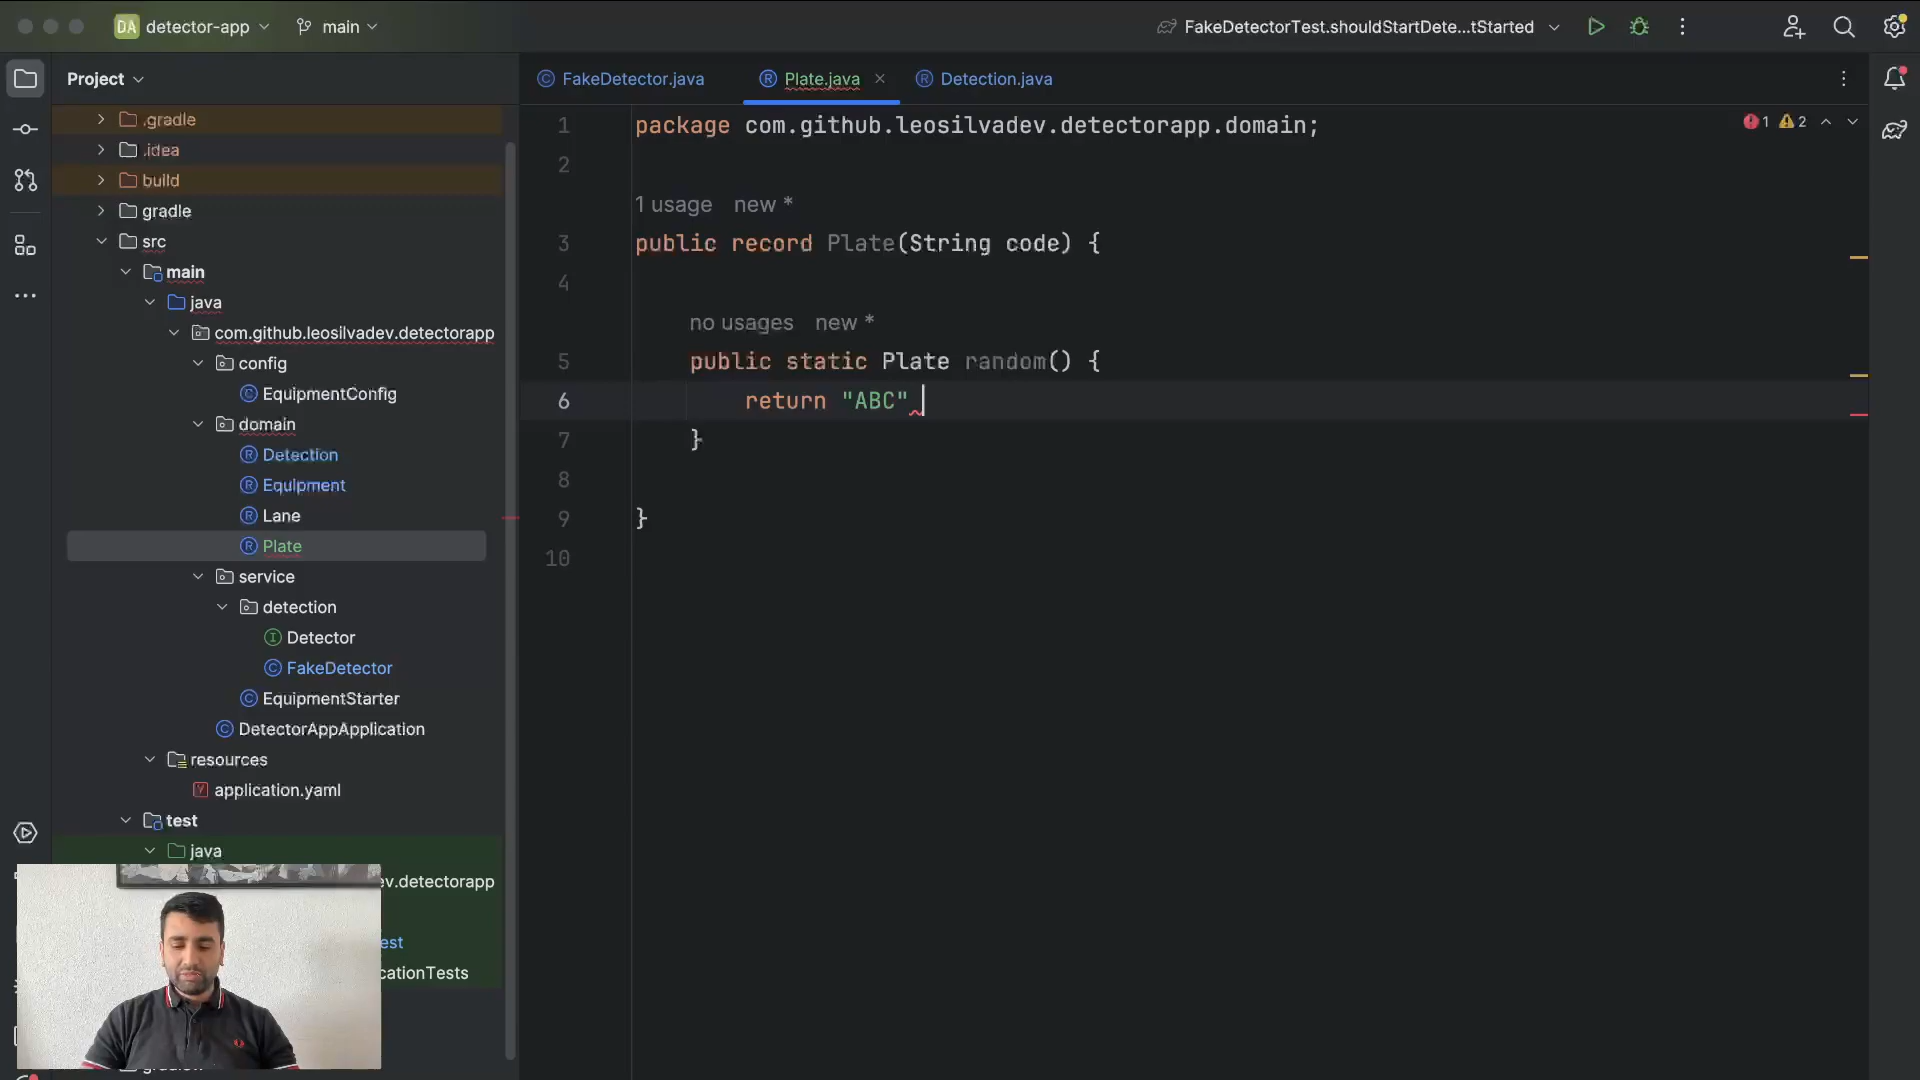 DA detector-app main
FakeDetectorTest.shouldStartDete...tStarted
Project
.gradle
.idea
build
gradle
src
main
java
com.github.leosilvadev.detectorapp
config
EquipmentConfig
domain
Detection
Equipment
Lane
Plate
service
detection
Detector
FakeDetector
EquipmentStarter
DetectorAppApplication
resources
application.yaml
test
java
ev.detectorapp
est
cationTests
FakeDetector.java Plate.java Detection.java
1 2
1 package com.github.leosilvadev.detectorapp.domain;
2
1 usage new *
3 public record Plate(String code) {
4
no usages new *
5 public static Plate random() {
6 return "ABC"
7 }
8
9 }
10